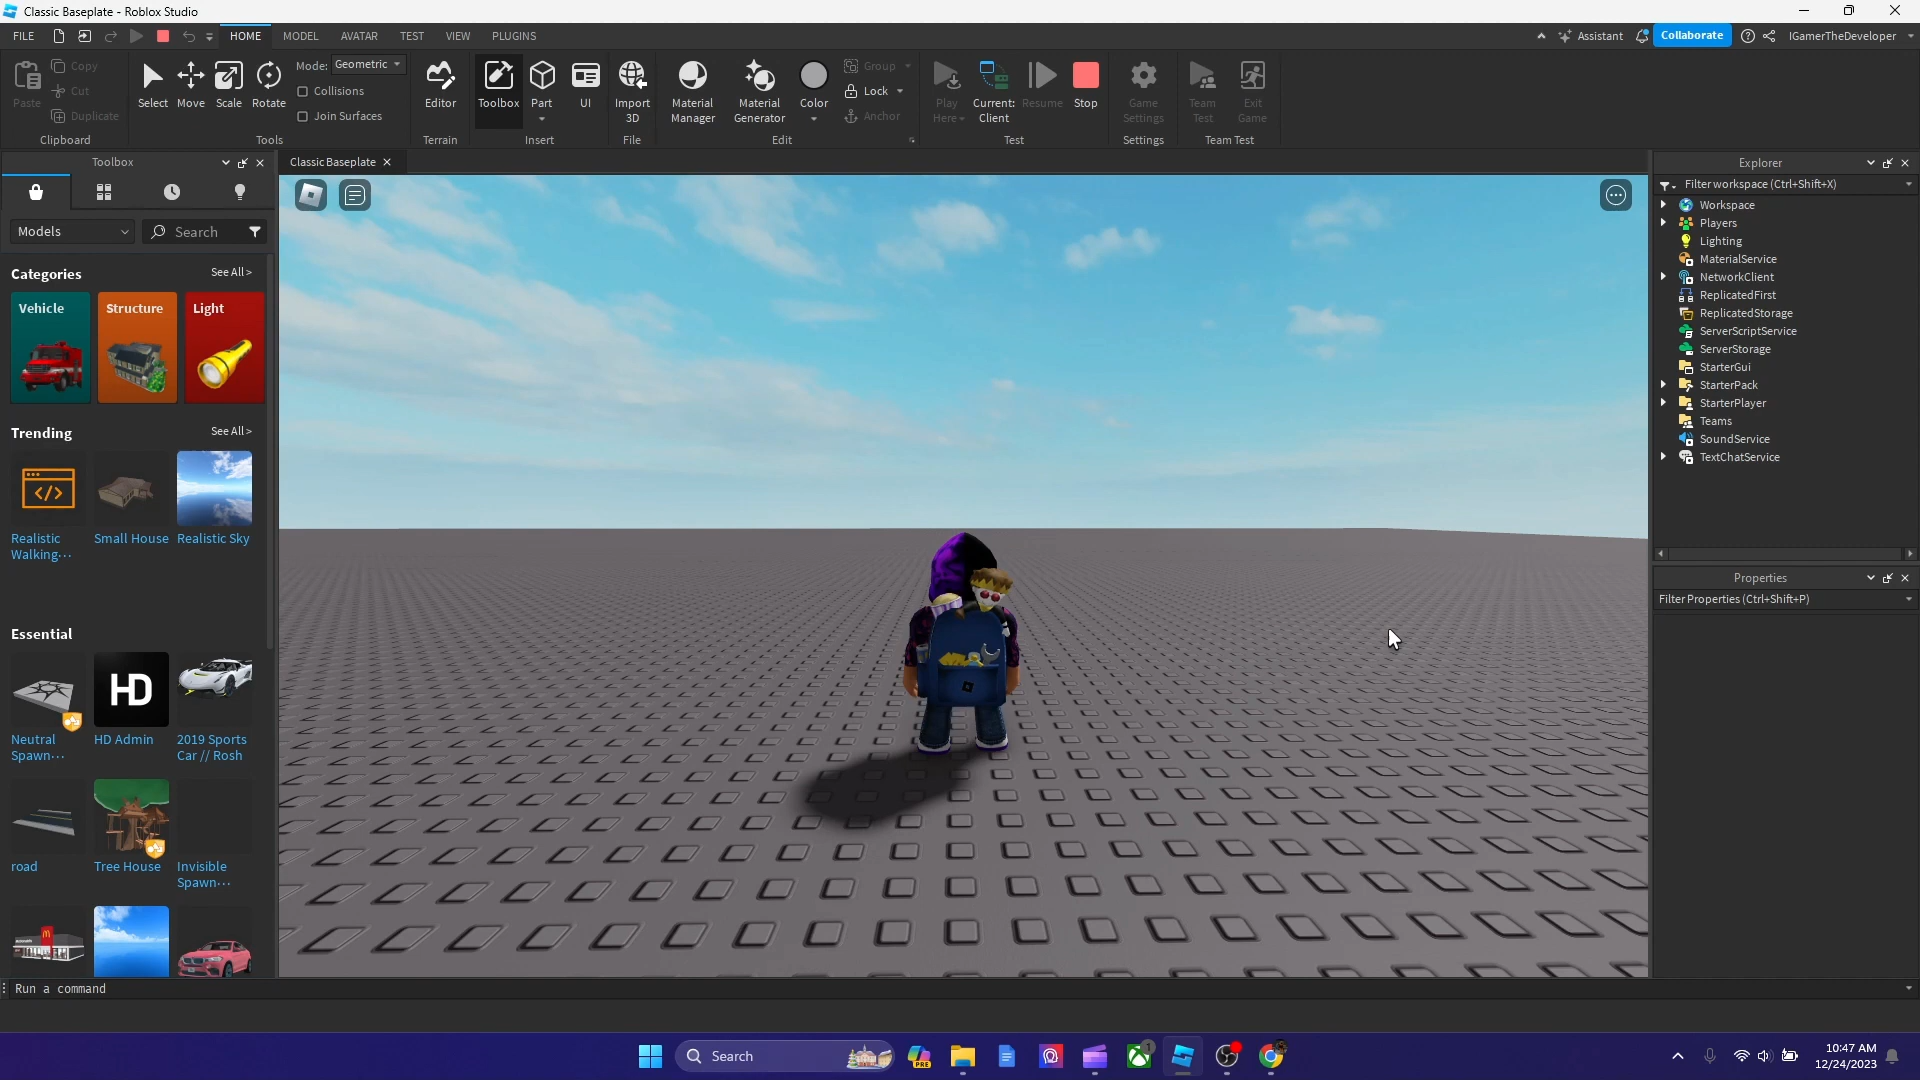 Classic Baseplate - Roblox Studio
FILE HOME MODEL AVATAR TEST VIEW PLUGINS Assistant Collaborate IGamerTheDeveloper
Paste Copy Cut Duplicate
Clipboard
Select Move Scale Rotate
Mode: Geometric
Collisions
Join Surfaces
Tools
Editor
Terrain
Toolbox Part UI
Insert
Import
3D
File
Material
Manager
Material
Generator
Color
Group
Lock
Anchor
Edit
Play
Here
Current:
Client
Resume Stop
Test
Game
Settings
Settings
Team
Test
Exit
Game
Team Test
Toolbox
Models Search
Categories See All >
Vehicle Structure Light
Trending See All >
Realistic
Walking...
Small House
Realistic Sky
Essential
HD
Neutral
Spawn...
HD Admin
2019 Sports
Car // Rosh
road
Tree House
Invisible
Spawn...
Classic Baseplate
Explorer
Filter workspace (Ctrl+Shift+X)
Workspace
Players
Lighting
MaterialService
NetworkClient
ReplicatedFirst
ReplicatedStorage
ServerScriptService
ServerStorage
StarterGui
StarterPack
StarterPlayer
Teams
SoundService
TextChatService
Properties
Filter Properties (Ctrl+Shift+P)
Run a command
Search
PRE
1
10:47 AM
12/24/2023